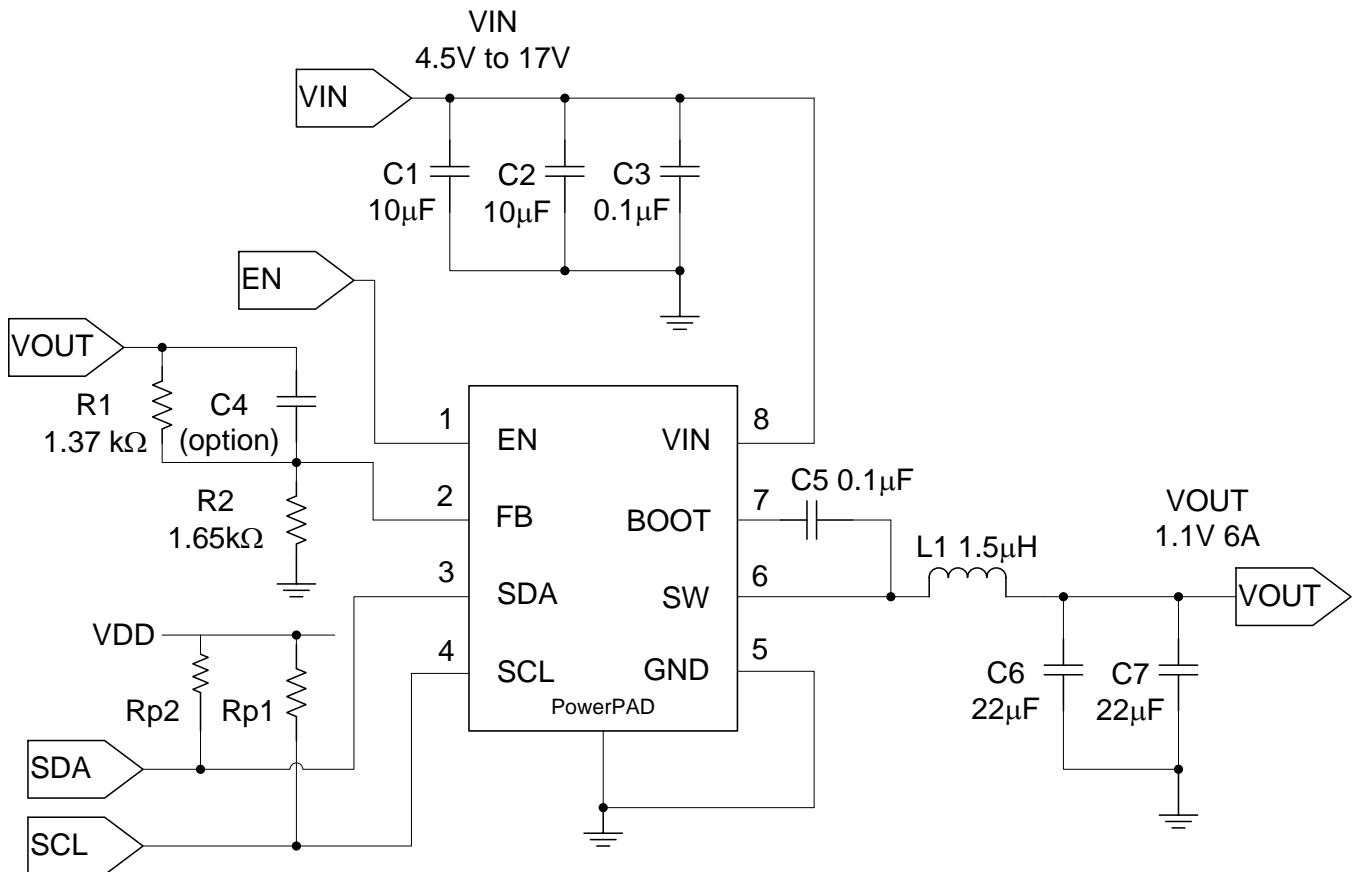 VIN
4.5V to 17V
VIN
C1
10µF
C2
10µF
C3
0.1µF
EN
VOUT
R1
1.37 kΩ
C4
(option)
R2
1.65kΩ
1
2
3
4
EN
FB
SDA
SCL
VIN
BOOT
SW
GND
PowerPAD
8
7
6
5
C5 0.1µF
L1 1.5µH
VOUT
1.1V 6A
VOUT
C6
22µF
C7
22µF
VDD
Rp2
Rp1
SDA
SCL